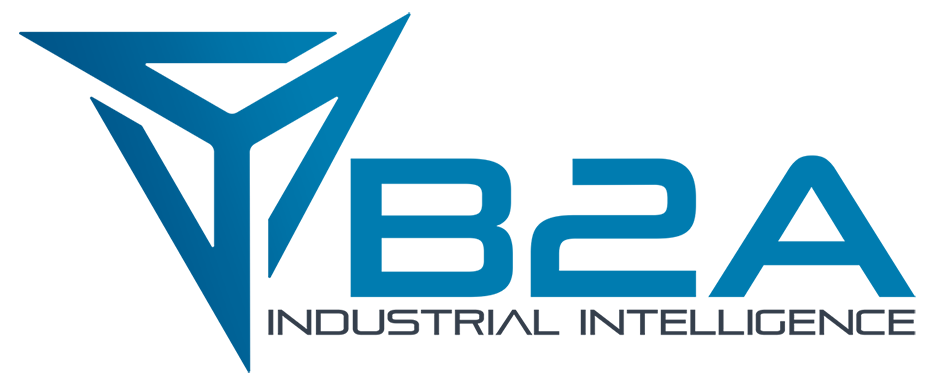 B2A
INDUSTRIAL INTELLIGENCE